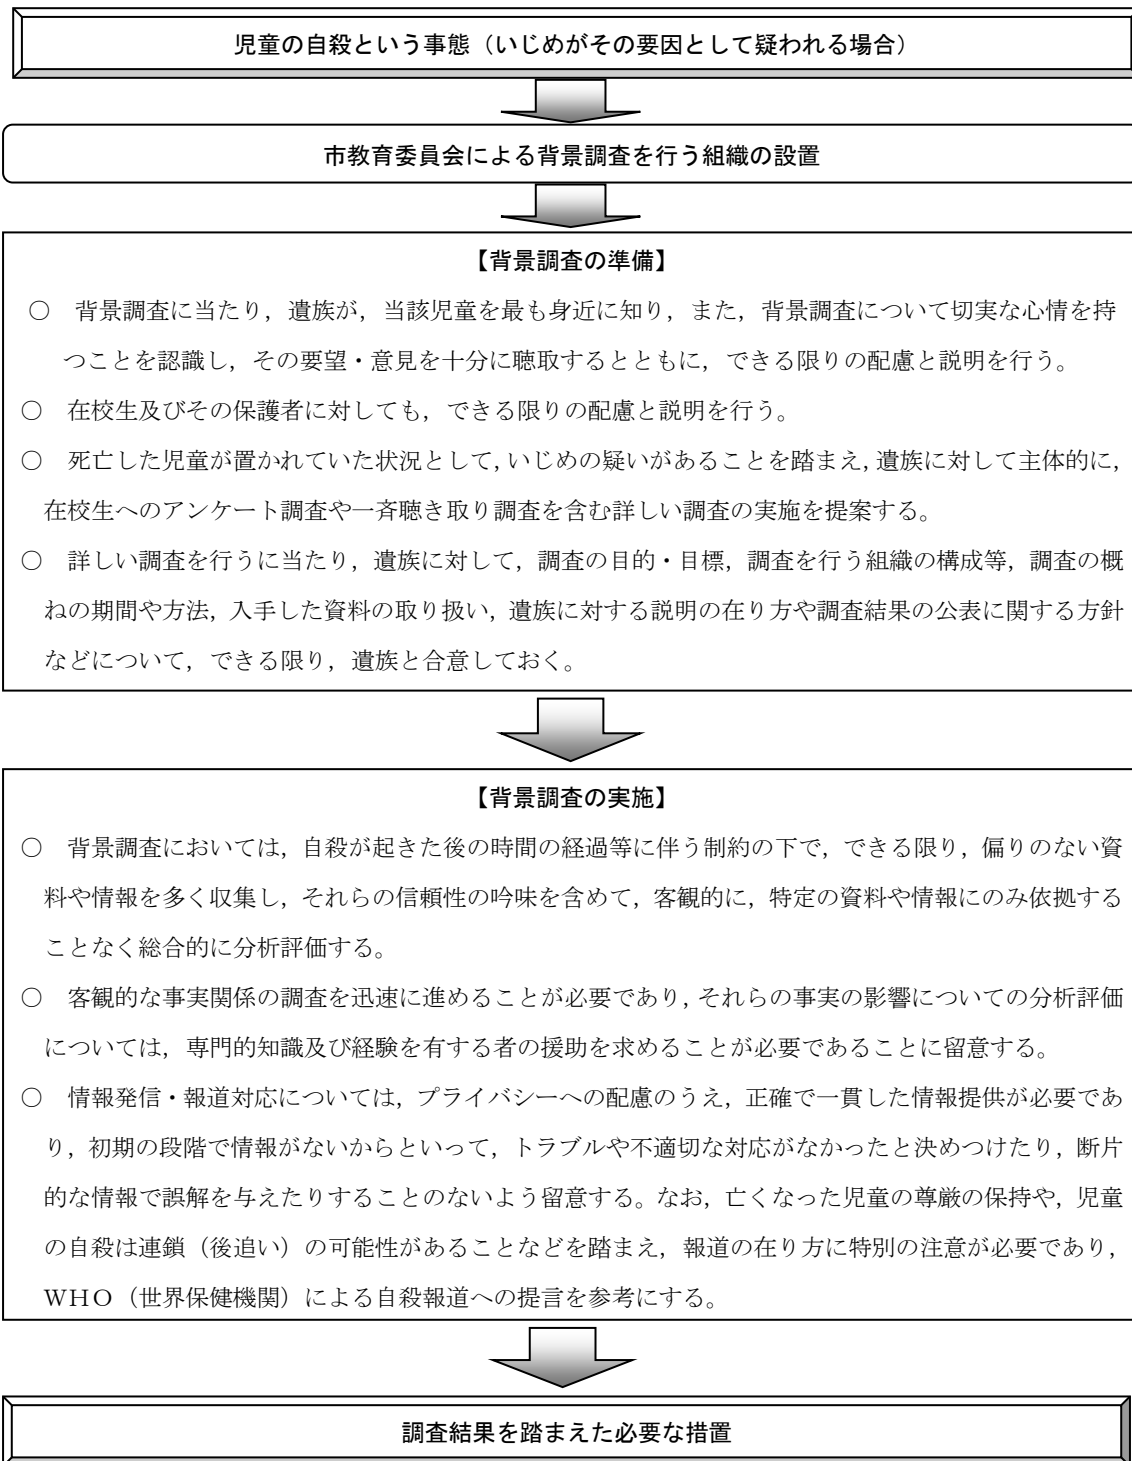 児童の自殺という事態（いじめがその要因として疑われる場合）
市教育委員会による背景調査を行う組織の設置
【背景調査の準備】
○　背景調査に当たり，遺族が，当該児童を最も身近に知り，また，背景調査について切実な心情を持
つことを認識し，その要望・意見を十分に聴取するとともに，できる限りの配慮と説明を行う。
○　在校生及びその保護者に対しても，できる限りの配慮と説明を行う。
○　死亡した児童が置かれていた状況として，いじめの疑いがあることを踏まえ，遺族に対して主体的に，
在校生へのアンケート調査や一斉聴き取り調査を含む詳しい調査の実施を提案する。
○　詳しい調査を行うに当たり，遺族に対して，調査の目的・目標，調査を行う組織の構成等，調査の概
ねの期間や方法，入手した資料の取り扱い，遺族に対する説明の在り方や調査結果の公表に関する方針
などについて，できる限り，遺族と合意しておく。
【背景調査の実施】
○　背景調査においては，自殺が起きた後の時間の経過等に伴う制約の下で，できる限り，偏りのない資
料や情報を多く収集し，それらの信頼性の吟味を含めて，客観的に，特定の資料や情報にのみ依拠する
ことなく総合的に分析評価する。
○　客観的な事実関係の調査を迅速に進めることが必要であり，それらの事実の影響についての分析評価
については，専門的知識及び経験を有する者の援助を求めることが必要であることに留意する。
○　情報発信・報道対応については，プライバシーへの配慮のうえ，正確で一貫した情報提供が必要であ
り，初期の段階で情報がないからといって，トラブルや不適切な対応がなかったと決めつけたり，断片
的な情報で誤解を与えたりすることのないよう留意する。なお，亡くなった児童の尊厳の保持や，児童
の自殺は連鎖（後追い）の可能性があることなどを踏まえ，報道の在り方に特別の注意が必要であり，
ＷＨＯ（世界保健機関）による自殺報道への提言を参考にする。
調査結果を踏まえた必要な措置